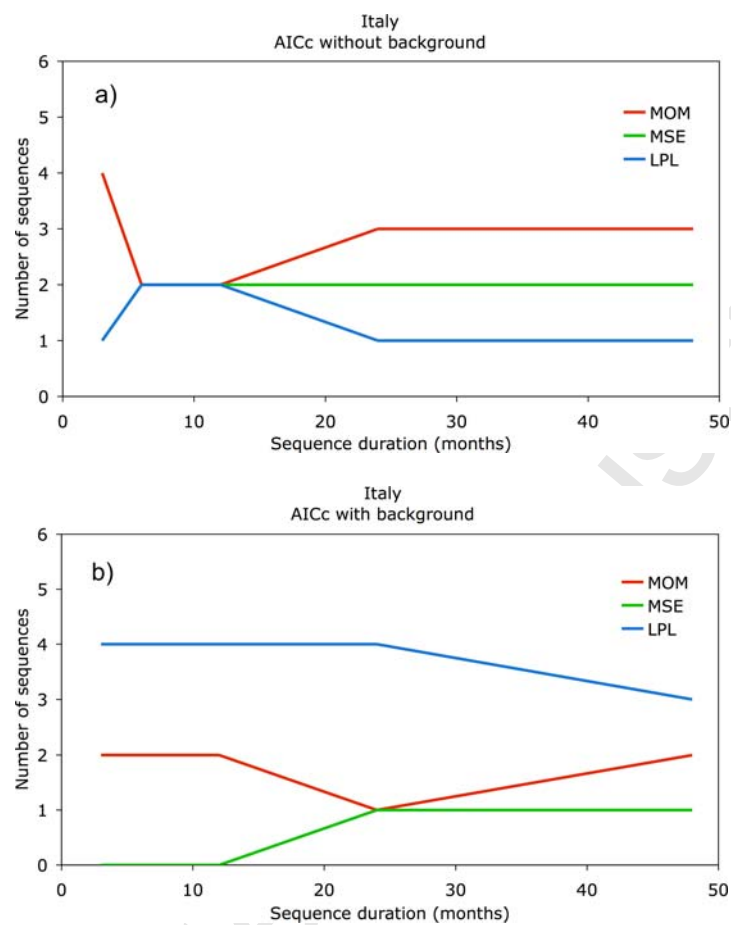 Italy
AICc without background
a)
6
5
4
3
2
1
0
Number of sequences
MOM
MSE
LPL
0 10 20 30 40 50
Sequence duration (months)
Italy
AICc with background
b)
6
5
4
3
2
1
0
Number of sequences
MOM
MSE
LPL
0 10 20 30 40 50
Sequence duration (months)